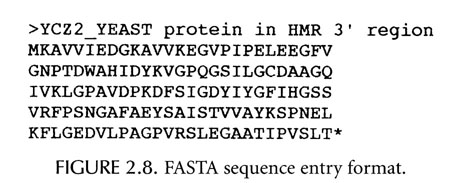 >YCZ2_YEAST protein in HMR 3' region
MKAVVIEDGKAVVKEGVPIPELEEGFV
GNPTDWAHIDYKVGPQGSILGCDAAGQ
IVKLGPAVDPKDFSIGDYIYGFIHGSS
VRFPSNGAFAEYSAISTVVAYKSPNEL
KFLGEDVLPAGPVRSLEGAATIPVSLT*
FIGURE 2.8. FASTA sequence entry format.